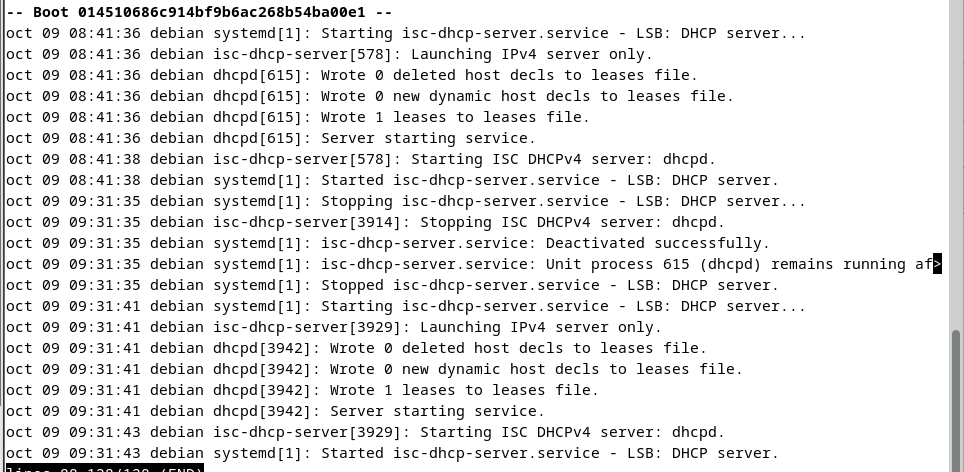 -- Boot 014510686c914bf9b6ac268b54ba00e1 --
oct 09 08:41:36 debian systemd[1]: Starting isc-dhcp-server.service - LSB: DHCP server...
oct 09 08:41:36 debian isc-dhcp-server[578]: Launching IPv4 server only.
oct 09 08:41:36 debian dhcpd[615]: Wrote 0 deleted host decls to leases file.
oct 09 08:41:36 debian dhcpd[615]: Wrote 0 new dynamic host decls to leases file.
oct 09 08:41:36 debian dhcpd[615]: Wrote 1 leases to leases file.
oct 09 08:41:36 debian dhcpd[615]: Server starting service.
oct 09 08:41:38 debian isc-dhcp-server[578]: Starting ISC DHCPv4 server: dhcpd.
oct 09 08:41:38 debian systemd[1]: Started isc-dhcp-server.service - LSB: DHCP server.
oct 09 09:31:35 debian systemd[1]: Stopping isc-dhcp-server.service - LSB: DHCP server...
oct 09 09:31:35 debian isc-dhcp-server[3914]: Stopping ISC DHCPv4 server: dhcpd.
oct 09 09:31:35 debian systemd[1]: isc-dhcp-server.service: Deactivated successfully.
oct 09 09:31:35 debian systemd[1]: isc-dhcp-server.service: Unit process 615 (dhcpd) remains running af>
oct 09 09:31:35 debian systemd[1]: Stopped isc-dhcp-server.service - LSB: DHCP server.
oct 09 09:31:41 debian systemd[1]: Starting isc-dhcp-server.service - LSB: DHCP server...
oct 09 09:31:41 debian isc-dhcp-server[3929]: Launching IPv4 server only.
oct 09 09:31:41 debian dhcpd[3942]: Wrote 0 deleted host decls to leases file.
oct 09 09:31:41 debian dhcpd[3942]: Wrote 0 new dynamic host decls to leases file.
oct 09 09:31:41 debian dhcpd[3942]: Wrote 1 leases to leases file.
oct 09 09:31:41 debian dhcpd[3942]: Server starting service.
oct 09 09:31:43 debian isc-dhcp-server[3929]: Starting ISC DHCPv4 server: dhcpd.
oct 09 09:31:43 debian systemd[1]: Started isc-dhcp-server.service - LSB: DHCP server.